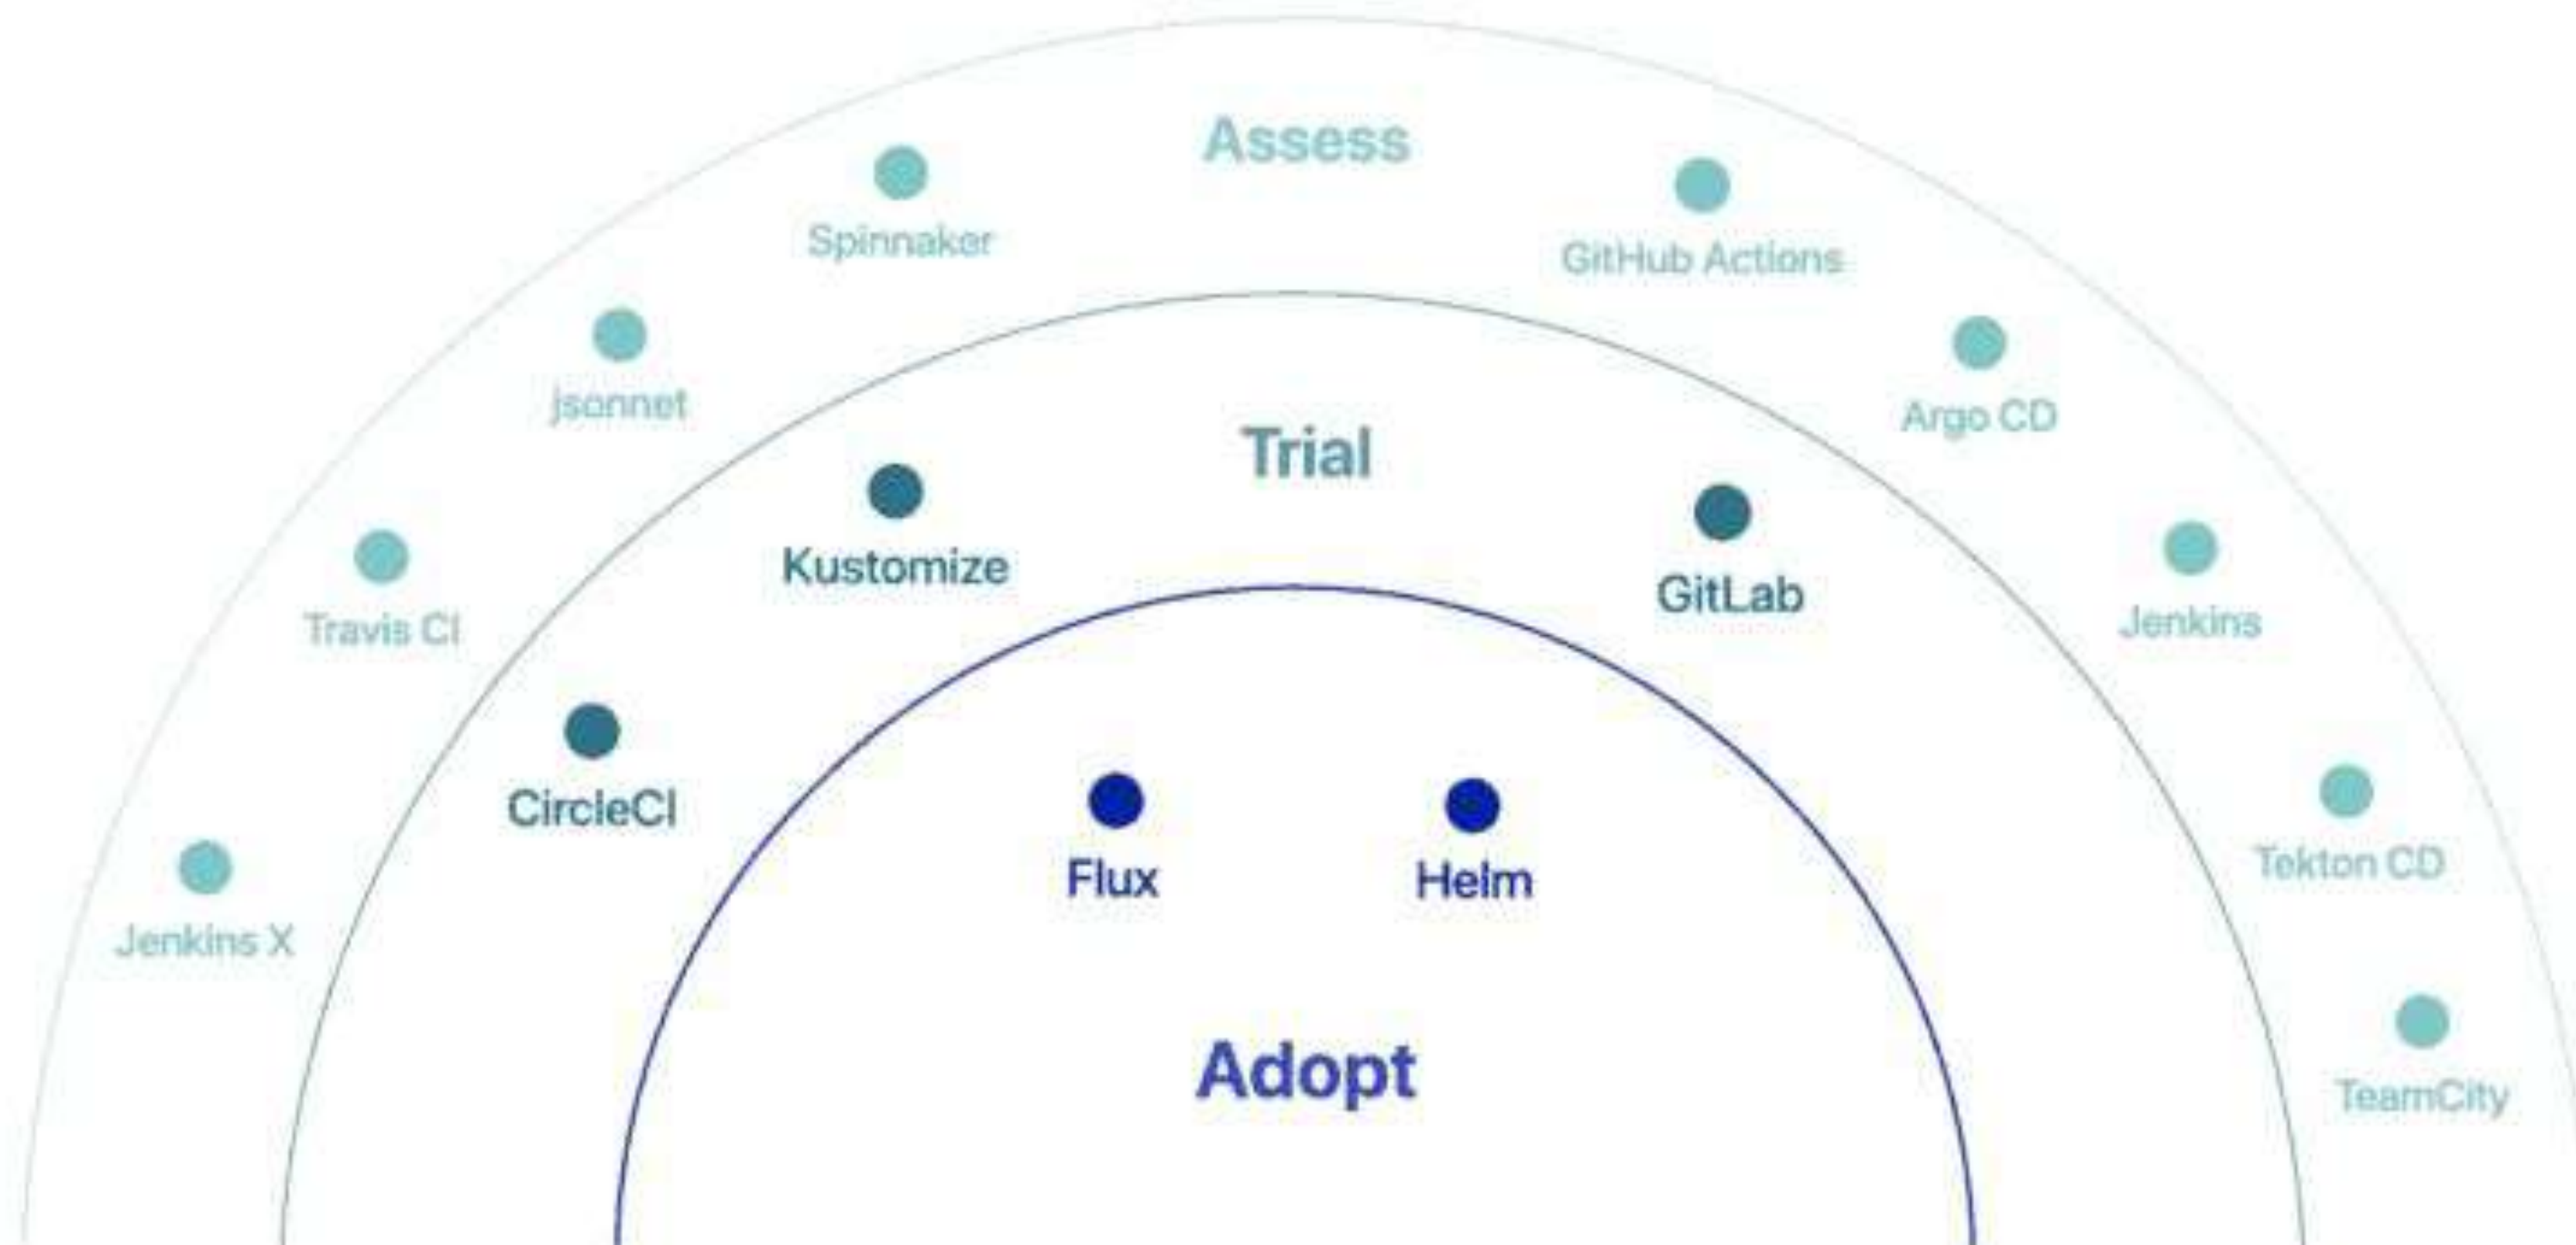 Assess
Spinnaker
GitHub Actions
jsonnet
Argo CD
Trial
Kustomize
GitLab
Travis CI
Jenkins
CircleCI
Flux
Helm
Tekton CD
Jenkins X
Adopt
TeamCity